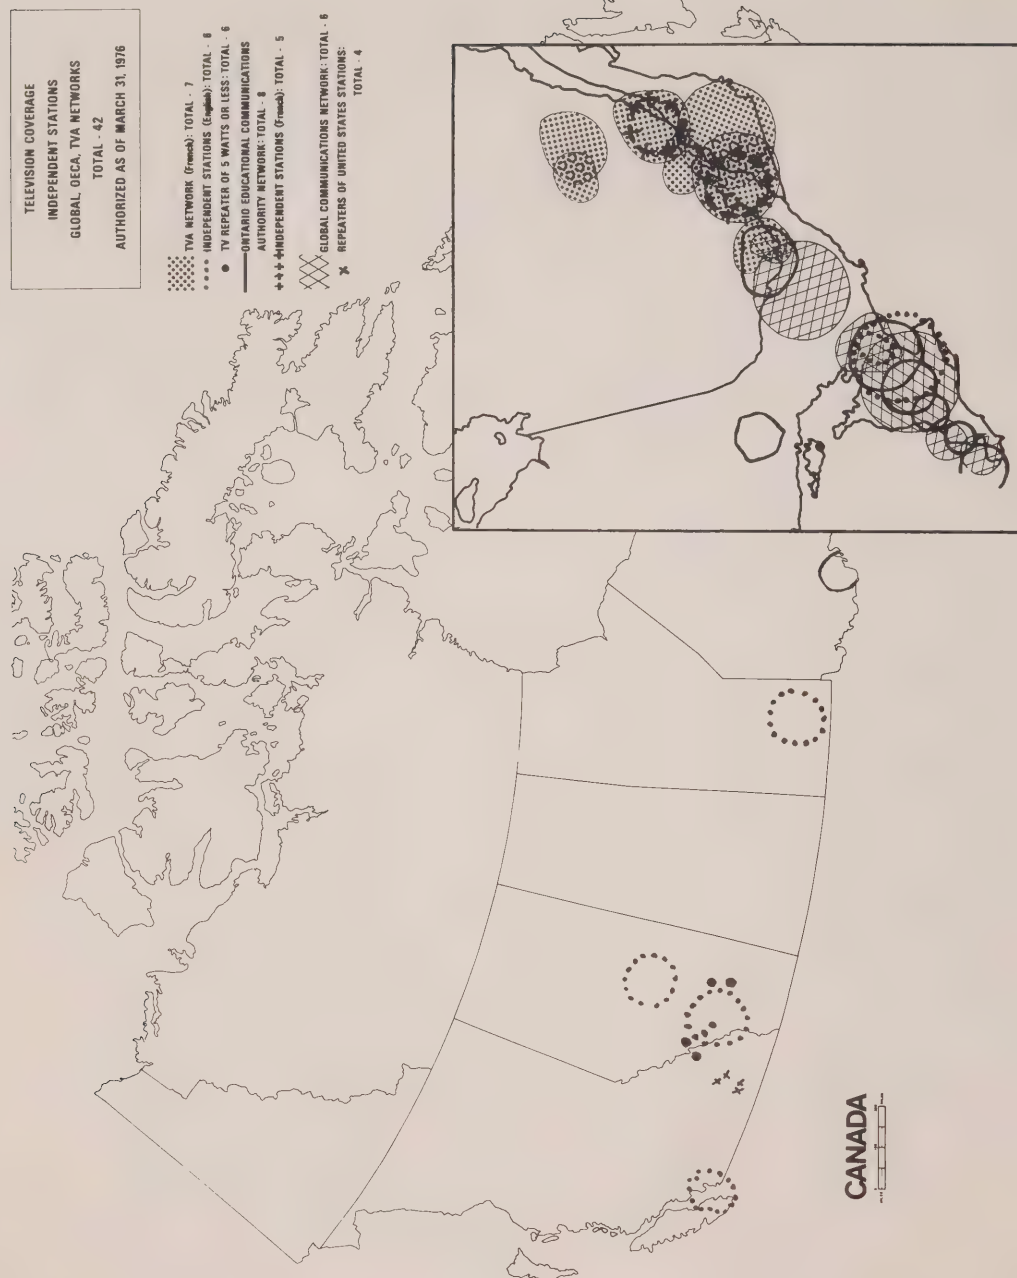 TELEVISION COVERAGE
INDEPENDENT STATIONS
GLOBAL, OECA, TVA NETWORKS
TOTAL - 42
AUTHORIZED AS OF MARCH 31, 1976
TVA NETWORK (French): TOTAL - 7
INDEPENDENT STATIONS (English): TOTAL - 6
TV REPEATER OF 5 WATTS OR LESS: TOTAL - 6
ONTARIO EDUCATIONAL COMMUNICATIONS
AUTHORITY NETWORK: TOTAL - 8
INDEPENDENT STATIONS (French): TOTAL - 5
GLOBAL COMMUNICATIONS NETWORK: TOTAL - 6
REPEATERS OF UNITED STATES STATIONS:
TOTAL - 4
CANADA